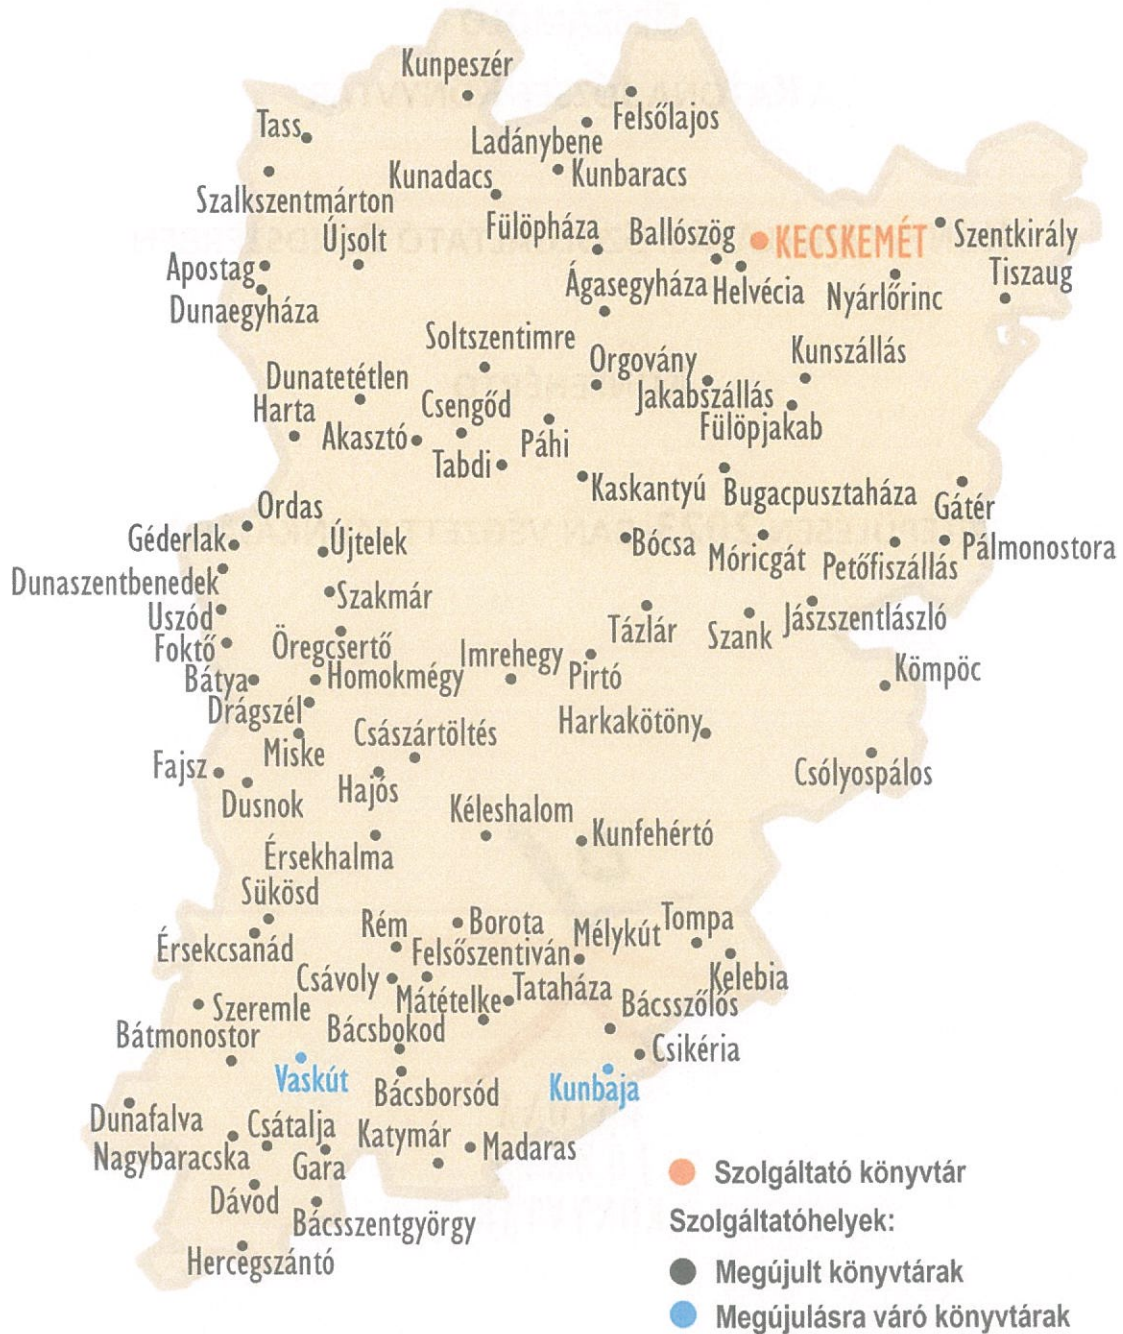 Kunpeszér
Felsőlajos
Tass
Ladánybene
Kunadacs
Kunbaracs
Szalkszentmárton
Fülöpháza
Ballószög
KECSKEMÉT
Szentkirály
Újsolt
Apostag
Tiszaug
Ágasegyháza
Helvécia
Nyárlőrinc
Dunaegyháza
Soltszentimre
Orgovány
Kunszállás
Dunatetétlen
Jakabszállás
Harta
Csengőd
Akasztó
Páhi
Fülöpjakab
Tabdi
Kaskantyú
Bugacpusztaháza
Gátér
Ordas
Géderlak
Újtelek
Bócsa
Móricgát
Petőfiszállás
Pálmonostora
Dunaszentbenedek
Szakmár
Uszód
Tázlár
Szank
Jászszentlászló
Foktő
Öregcsertő
Imrehegy
Pirtó
Kömpöc
Bátya
Homokmégy
Drágszél
Harkakötöny
Császártöltés
Miske
Fajsz
Csólyospálos
Dusnok
Hajós
Kéleshalom
Kunfehértó
Érsekhalma
Sükösd
Rém
Borota
Mélykút
Tompa
Érsekcsanád
Felsőszentiván
Csávoly
Kelebia
Mátételke
Tataháza
Bácsszőlős
Szeremle
Bácsbokod
Bátmonostor
Csikéria
Vaskút
Bácsborsód
Kunbaja
Dunafalva
Csátalja
Katymár
Madaras
Nagybaracska
Gara
Dávod
Bácsszentgyörgy
Hercegszántó
Szolgáltató könyvtár
Szolgáltatóhelyek:
Megújult könyvtárak
Megújulásra váró könyvtárak